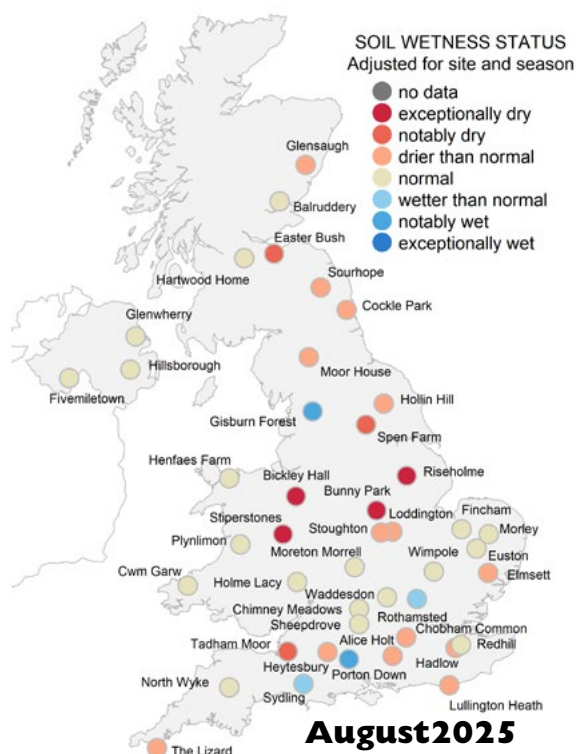 SOIL WETNESS STATUS
Adjusted for site and season
no data
exceptionally dry
notably dry
drier than normal
normal
wetter than normal
notably wet
exceptionally wet
Glensaugh
Balruddery
Easter Bush
Hartwood Home
Sourhope
Glenwherry
Cockle Park
Hillsborough
Moor House
Fivemiletown
Hollin Hill
Gisburn Forest
Spen Farm
Henfaes Farm
Bickley Hall
Riseholme
Bunny Park
Fincham
Loddington
Stiperstones
Stoughton
Morley
Plynlimon
Moreton Morrell
Wimpole
Euston
Cwm Garw
Holme Lacy
Elmsett
Waddesdon
Chimney Meadows
Rothamsted
Sheepdrove
Chobham Common
Tadham Moor
Alice Holt
Redhill
Heytesbury
Hadlow
Porton Down
North Wyke
Sydling
Lullington Heath
August2025
The Lizard